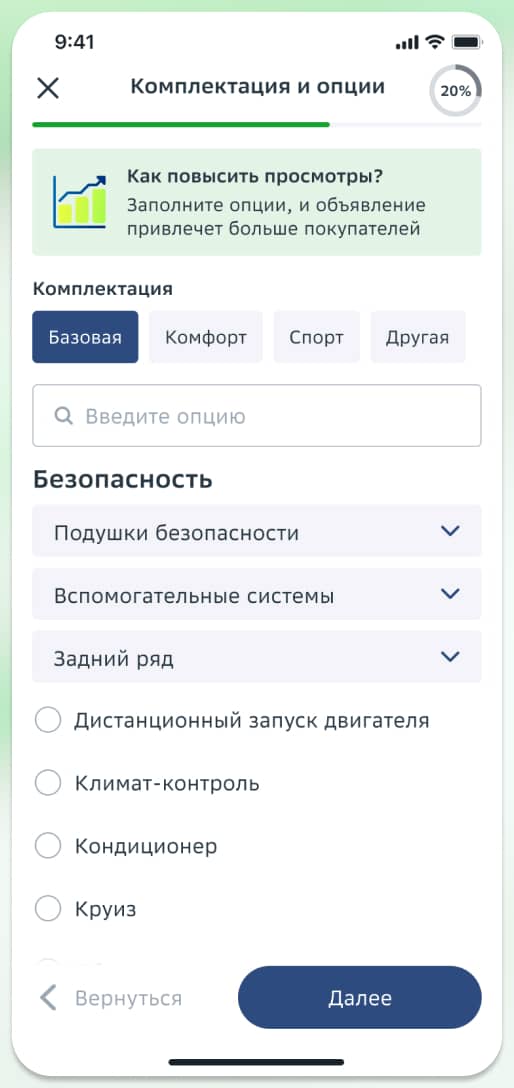 9:41
Комплектация и опции
20%
Как повысить просмотры?
Заполните опции, и объявление
привлечет больше покупателей
Комплектация
Базовая
Комфорт
Спорт
Другая
Введите опцию
Безопасность
Подушки безопасности
Вспомогательные системы
Задний ряд
Дистанционный запуск двигателя
Климат-контроль
Кондиционер
Круиз
Вернуться
Далее